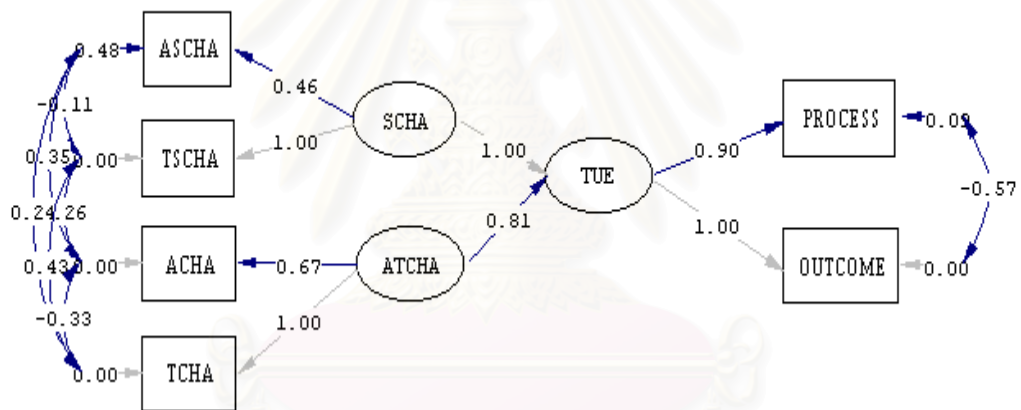 0.48
ASCHA
0.46
-0.11
SCHA
PROCESS
0.09
1.00
0.35
0.00
TSCHA
1.00
0.90
TUE
-0.57
0.24
.26
0.81
1.00
0.43
0.00
ACHA
0.67
ATCHA
OUTCOME
0.00
-0.33
1.00
0.00
TCHA